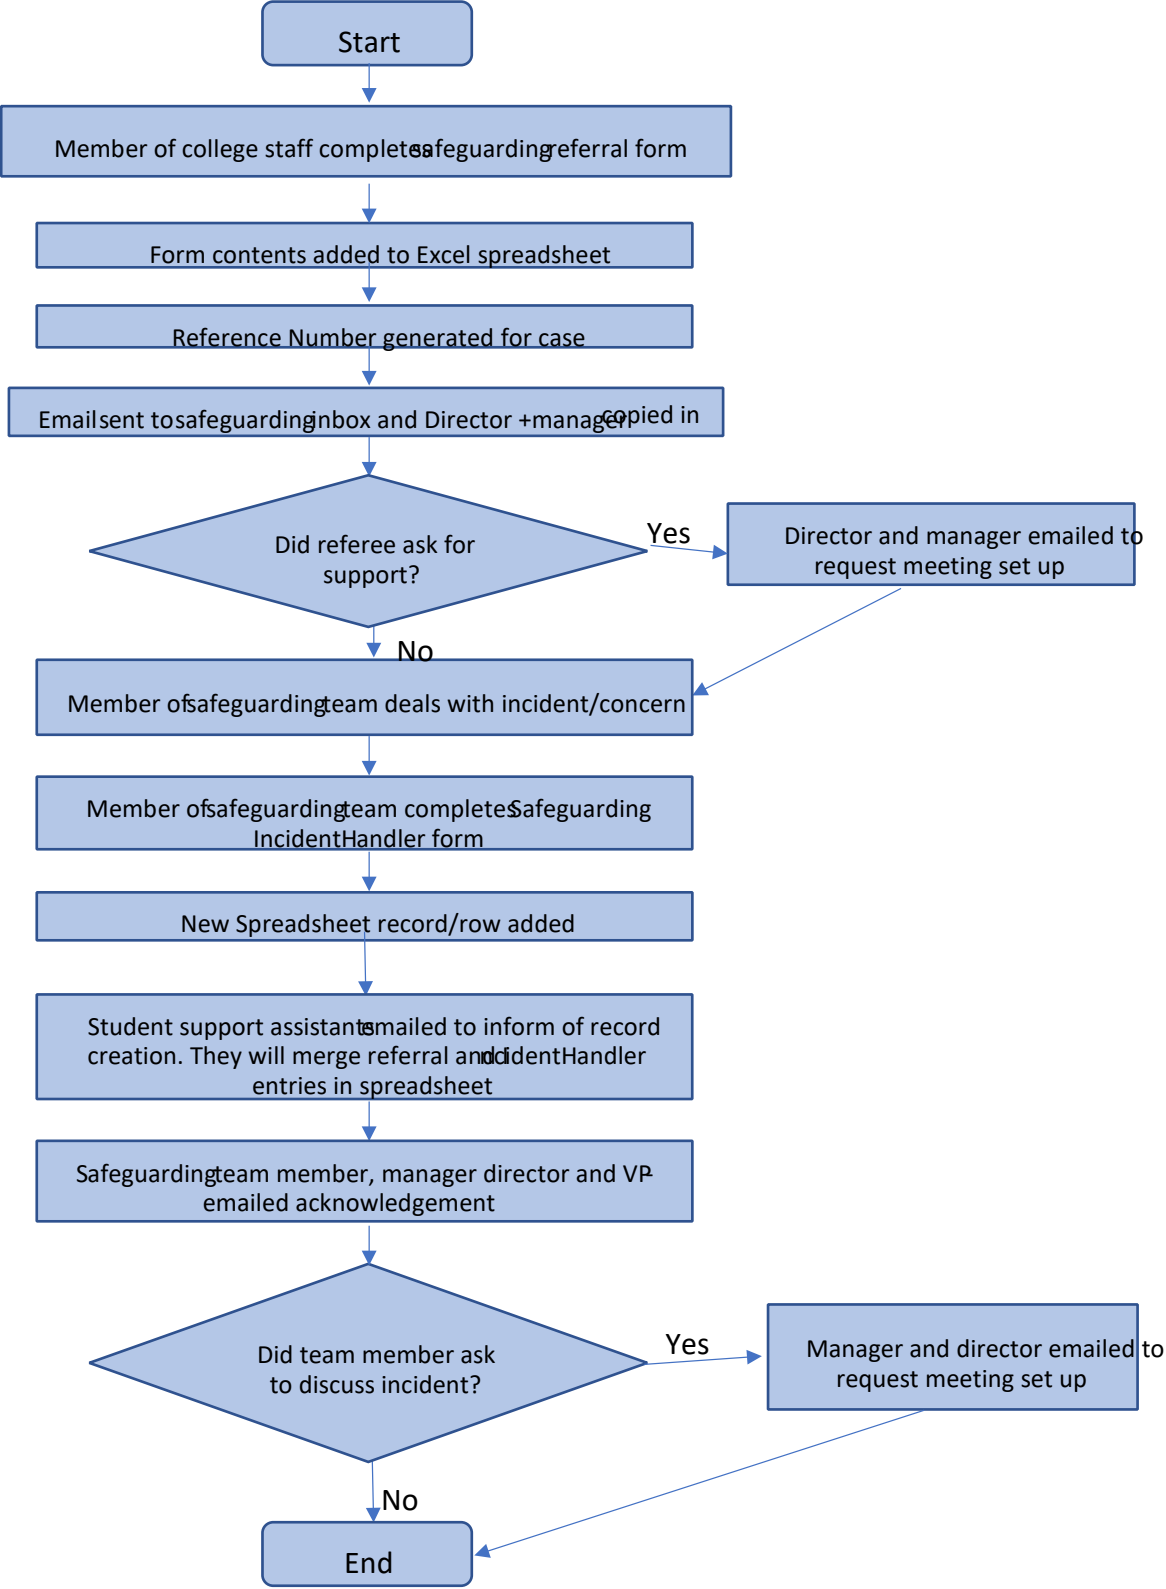 Start
Member of college staff completes safeguarding referral form
Form contents added to Excel spreadsheet
Reference Number generated for case
Email sent to safeguarding inbox and Director + manager copied in
Did referee ask for
support?
Yes
Director and manager emailed to
request meeting set up
No
Member of safeguarding team deals with incident/concern
Member of safeguarding team completes Safeguarding
Incident Handler form
New Spreadsheet record/row added
Student support assistants emailed to inform of record
creation. They will merge referral and incident Handler
entries in spreadsheet
Safeguarding team member, manager director and VP-
emailed acknowledgement
Did team member ask
to discuss incident?
Yes
Manager and director emailed to
request meeting set up
No
End